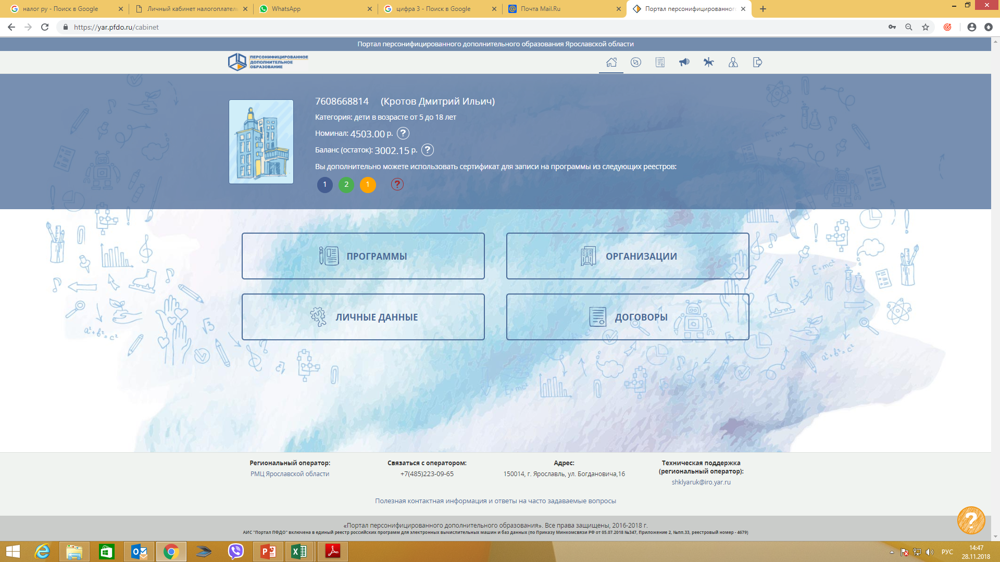 налог ру - Поиск в Google
Личный кабинет налогоплатель
WhatsApp
цифра 3 - Поиск в Google
Почта Mail.Ru
Портал персонифицированног
https://yar.pfdo.ru/cabinet
Портал персонифицированного дополнительного образования Ярославской области
ПЕРСОНИФИЦИРОВАННОЕ
ДОПОЛНИТЕЛЬНОЕ
ОБРАЗОВАНИЕ
7608668814 (Кротов Дмитрий Ильич)
Категория: дети в возрасте от 5 до 18 лет
Номинал: 4503.00 р. ?
Баланс (остаток): 3002.15 р. ?
Вы дополнительно можете использовать сертификат для записи на программы из следующих реестров:
1 2 1 ?
ПРОГРАММЫ
ОРГАНИЗАЦИИ
ЛИЧНЫЕ ДАННЫЕ
ДОГОВОРЫ
Региональный оператор:
РМЦ Ярославской области
Связаться с оператором:
+7(485)223-09-65
Адрес:
150014, г. Ярославль, ул. Богдановича,16
Техническая поддержка
(региональный оператор):
shklyaruk@iro.yar.ru
Полезная контактная информация и ответы на часто задаваемые вопросы
«Портал персонифицированного дополнительного образования». Все права защищены, 2016-2018 г.
АИС "Портал ПФДО" включена в единый реестр российских программ для электронных вычислительных машин и баз данных (по Приказу Минкомсвязи РФ от 05.07.2018 №347, Приложение 2, №пп.33, реестровый номер - 4679)
?
РУС
14:47
28.11.2018